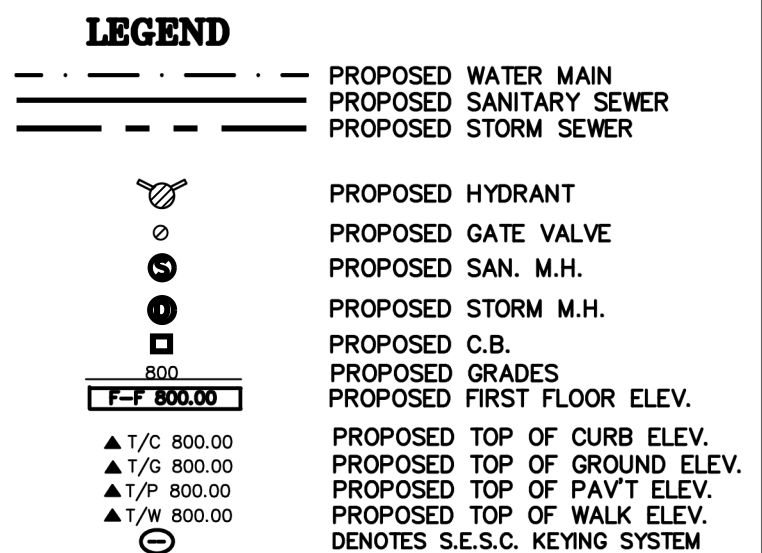 LEGEND
PROPOSED WATER MAIN
PROPOSED SANITARY SEWER
PROPOSED STORM SEWER
PROPOSED HYDRANT
PROPOSED GATE VALVE
S PROPOSED SAN. M.H.
D PROPOSED STORM M.H.
PROPOSED C.B.
800 PROPOSED GRADES
F-F 800.00 PROPOSED FIRST FLOOR ELEV.
▲ T/C 800.00 PROPOSED TOP OF CURB ELEV.
▲ T/G 800.00 PROPOSED TOP OF GROUND ELEV.
▲ T/P 800.00 PROPOSED TOP OF PAV'T ELEV.
▲ T/W 800.00 PROPOSED TOP OF WALK ELEV.
DENOTES S.E.S.C. KEYING SYSTEM